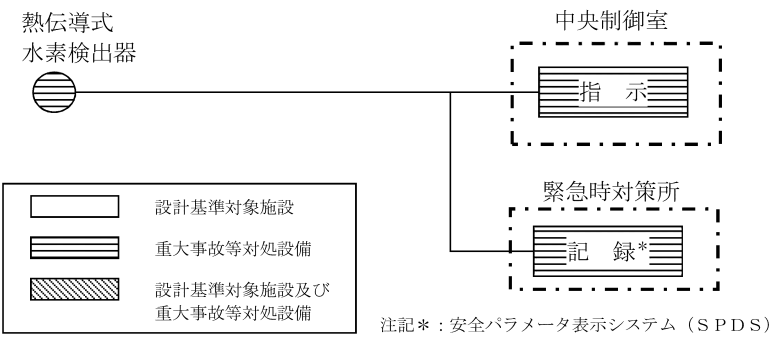 熱伝導式
水素検出器
中央制御室
指 示
緊急時対策所
記 録*
設計基準対象施設
重大事故等対処設備
設計基準対象施設及び
重大事故等対処設備
注記＊：安全パラメータ表示システム（ＳＰＤＳ）